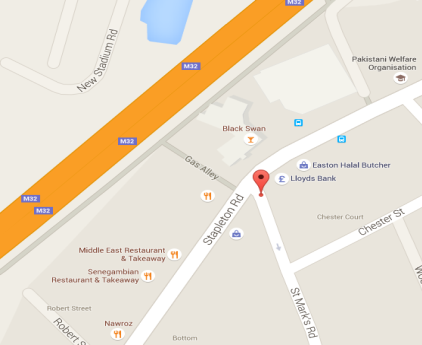 M32
New Stadium Rd
Pakistani Welfare
Organisation
M32
Black Swan
Gas Alley
Easton Halal Butcher
£ Lloyds Bank
M32
M32
Stapleton Rd
Chester Court
Chester St
Middle East Restaurant
& Takeaway
Senegambian
Restaurant & Takeaway
St Mark's Rd
Robert Street
Robert S
Nawroz
Bottom